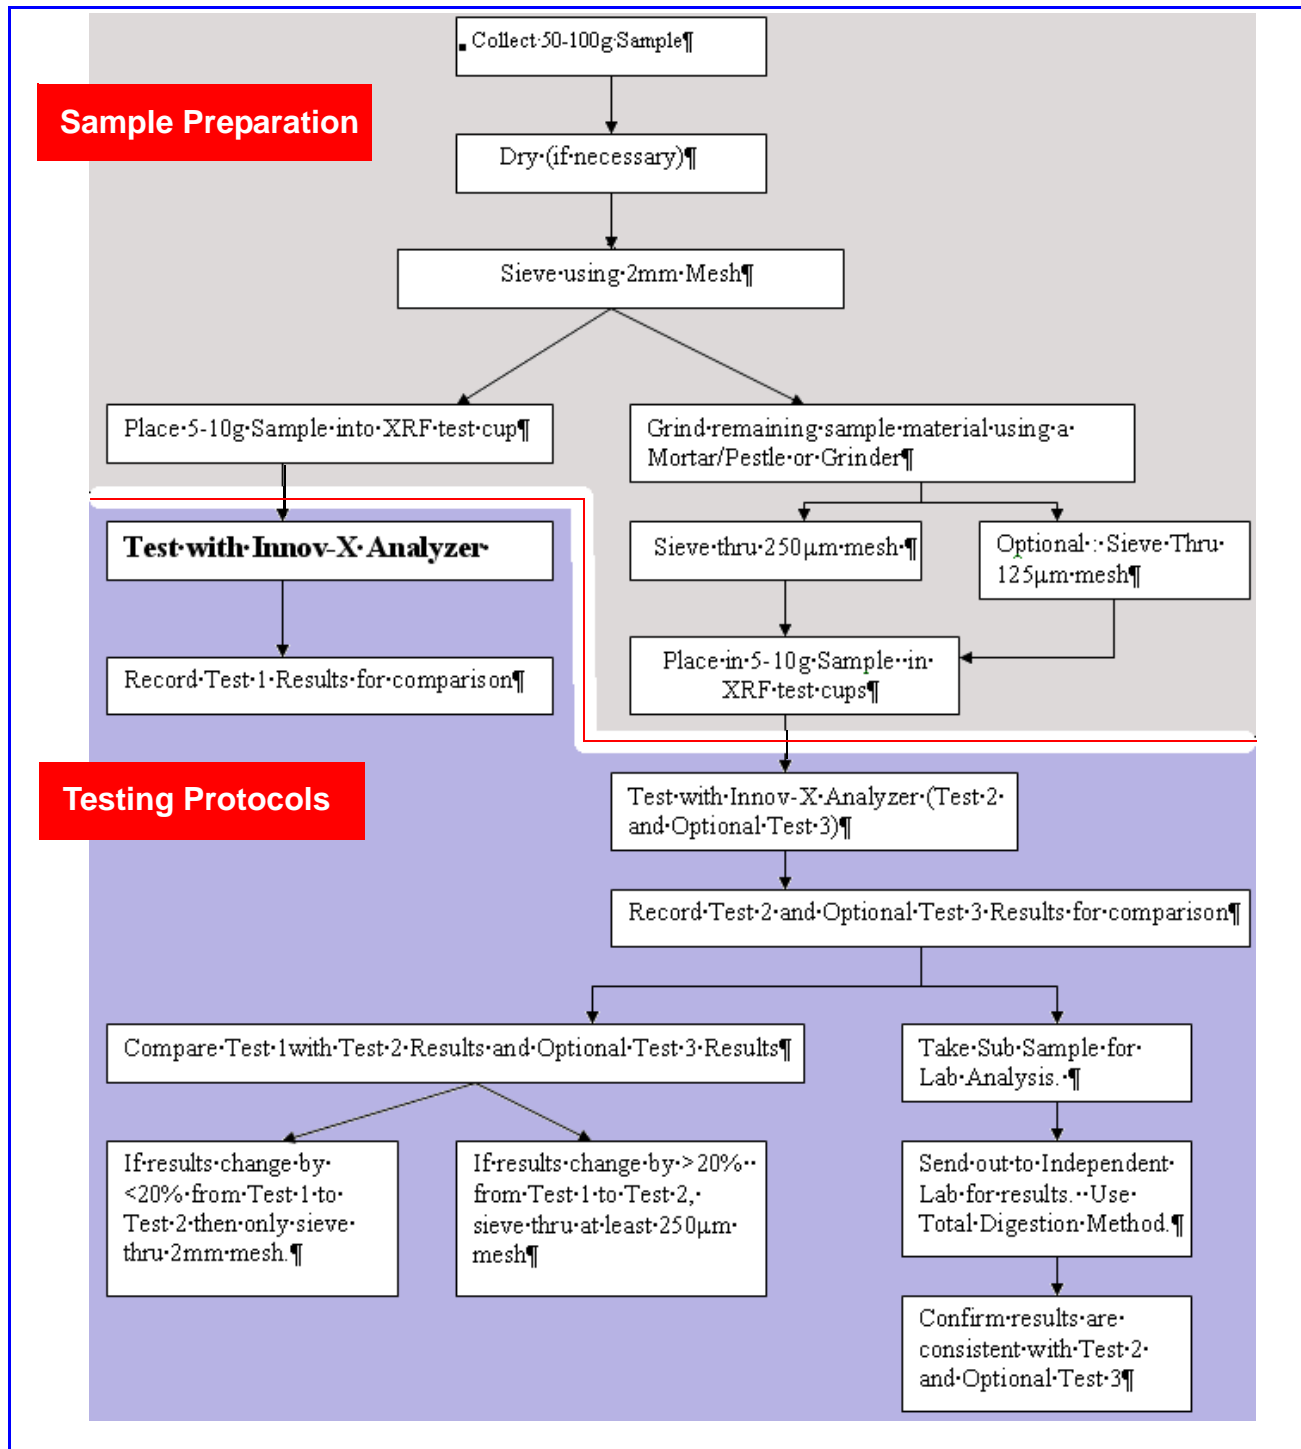 Collect·50-100g·Sample¶
Sample Preparation
Dry·(if·necessary)¶
Sieve·using·2mm·Mesh¶
Place·5-10g·Sample·into·XRF·test·cup¶
Grind·remaining·sample·material·using·a·
Mortar/Pestle·or·Grinder¶
Test·with·Innov-X·Analyzer·
Sieve·thru·250µm·mesh·¶
Optional·:·Sieve·Thru·
125µm·mesh¶
Record·Test·1·Results·for·comparison¶
Place·in·5-10g·Sample··in·
XRF·test·cups¶
Testing Protocols
Test·with·Innov-X·Analyzer·(Test·2·
and·Optional·Test·3)¶
Record·Test·2·and·Optional·Test·3·Results·for·comparison¶
Compare·Test·1with·Test·2·Results·and·Optional·Test·3·Results¶
Take·Sub·Sample·for·
Lab·Analysis.·¶
If·results·change·by·
<20%·from·Test·1·to·
Test·2·then·only·sieve·
thru·2mm·mesh.¶
If·results·change·by·>20%··
from·Test·1·to·Test·2,·
sieve·thru·at·least·250µm·
mesh¶
Send·out·to·Independent·
Lab·for·results.··Use·
Total·Digestion·Method.¶
Confirm·results·are·
consistent·with·Test·2·
and·Optional·Test·3¶